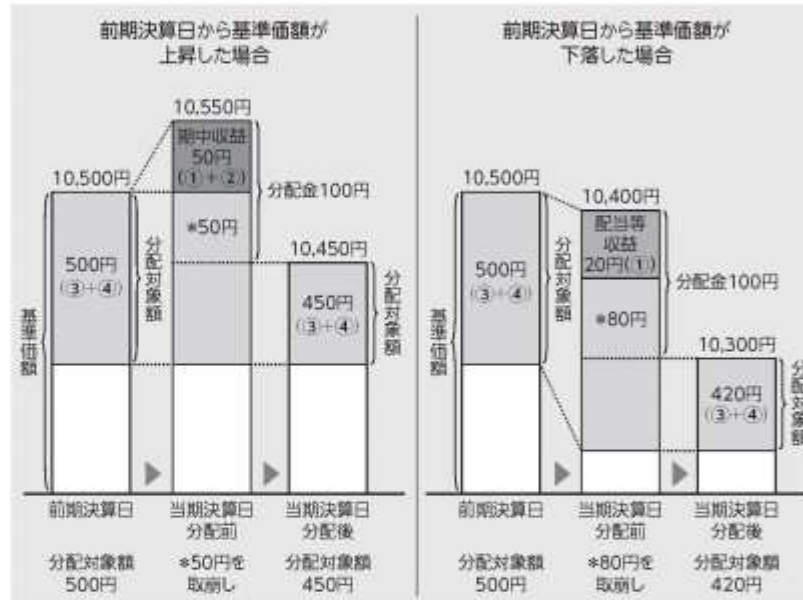 前期決算日から基準価額が
上昇した場合
10,550円
期中収益
50円
(①+②)
10,500円
分配金100円
*50円
10,450円
500円
(③+④)
分配対象額
450円
(③+④)
分配対象額
基準価額
前期決算日
当期決算日
分配前
当期決算日
分配後
分配対象額
500円
*50円を
取崩し
分配対象額
450円
前期決算日から基準価額が
下落した場合
10,500円
10,400円
配当等
収益
20円(①)
分配金100円
500円
(③+④)
分配対象額
*80円
10,300円
420円
(③+④)
分配対象額
基準価額
前期決算日
当期決算日
分配前
当期決算日
分配後
分配対象額
500円
*80円を
取崩し
分配対象額
420円